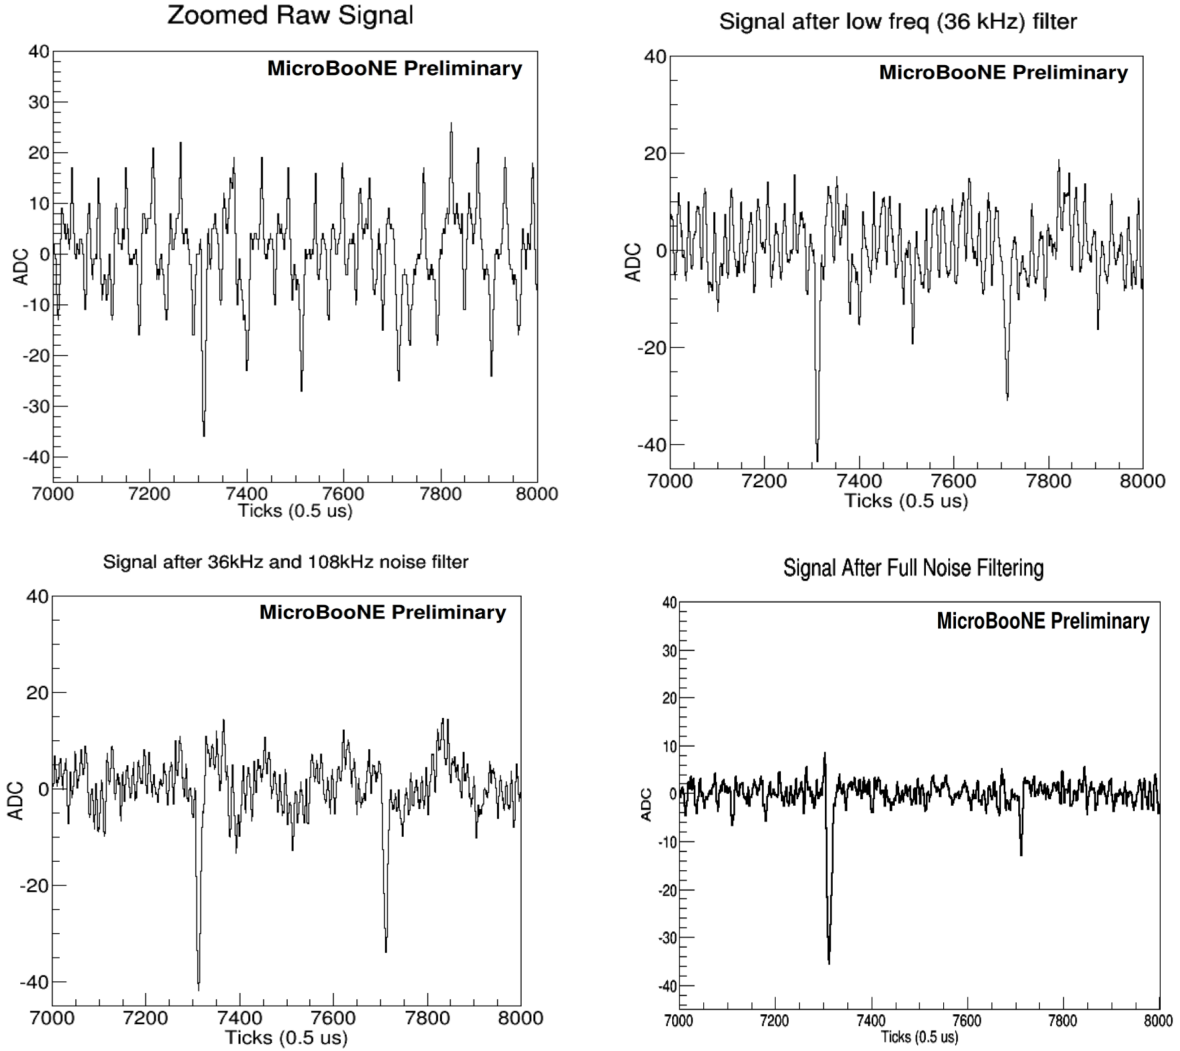 Zoomed Raw Signal
MicroBooNE Preliminary
40
30
20
10
0
-10
-20
-30
-40
ADC
7000 7200 7400 7600 7800 8000
Ticks (0.5 us)
Signal after low freq (36 kHz) filter
MicroBooNE Preliminary
40
20
0
-20
-40
ADC
7000 7200 7400 7600 7800 8000
Ticks (0.5 us)
Signal after 36kHz and 108kHz noise filter
MicroBooNE Preliminary
40
20
0
-20
-40
ADC
7000 7200 7400 7600 7800 8000
Ticks (0.5 us)
Signal After Full Noise Filtering
MicroBooNE Preliminary
40
30
20
10
0
-10
-20
-30
-40
ADC
7000 7200 7400 7600 7800 8000
Ticks (0.5 us)